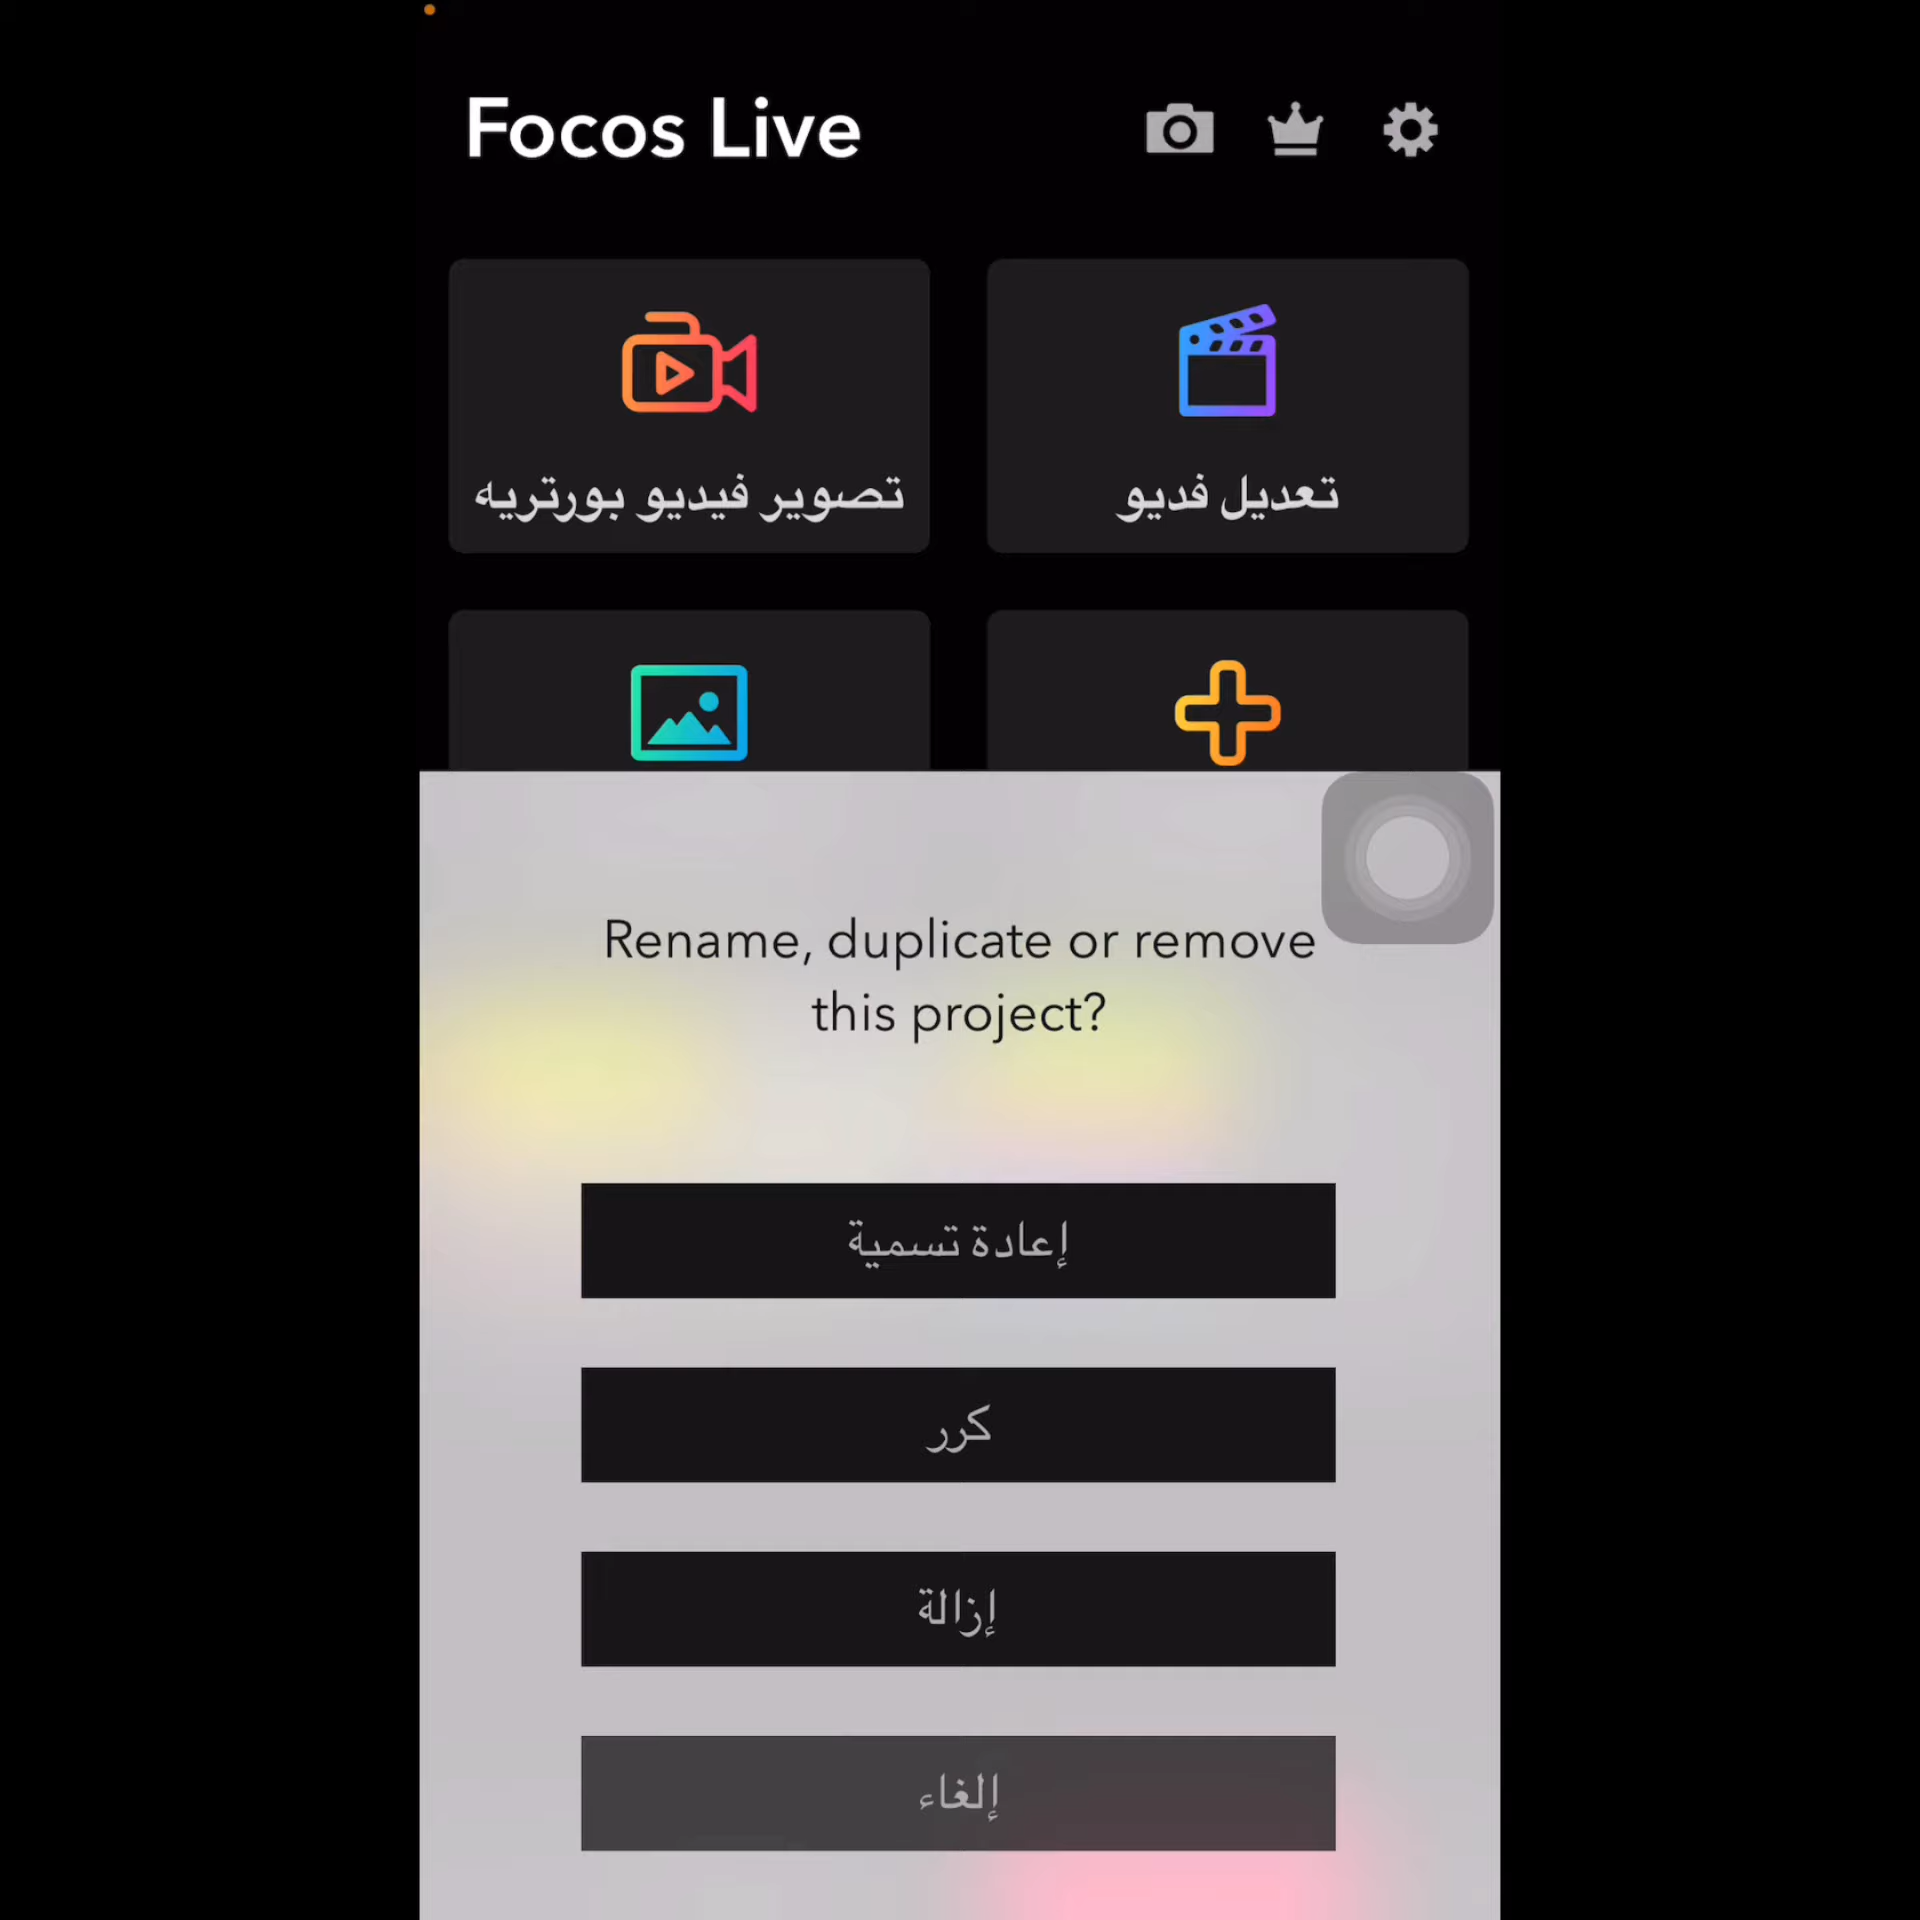 Focos Live
تصوير فيديو بورتريه
تعديل فديو
Rename, duplicate or remove
this project?
إعادة تسمية
كرر
إزالة
إلغاء